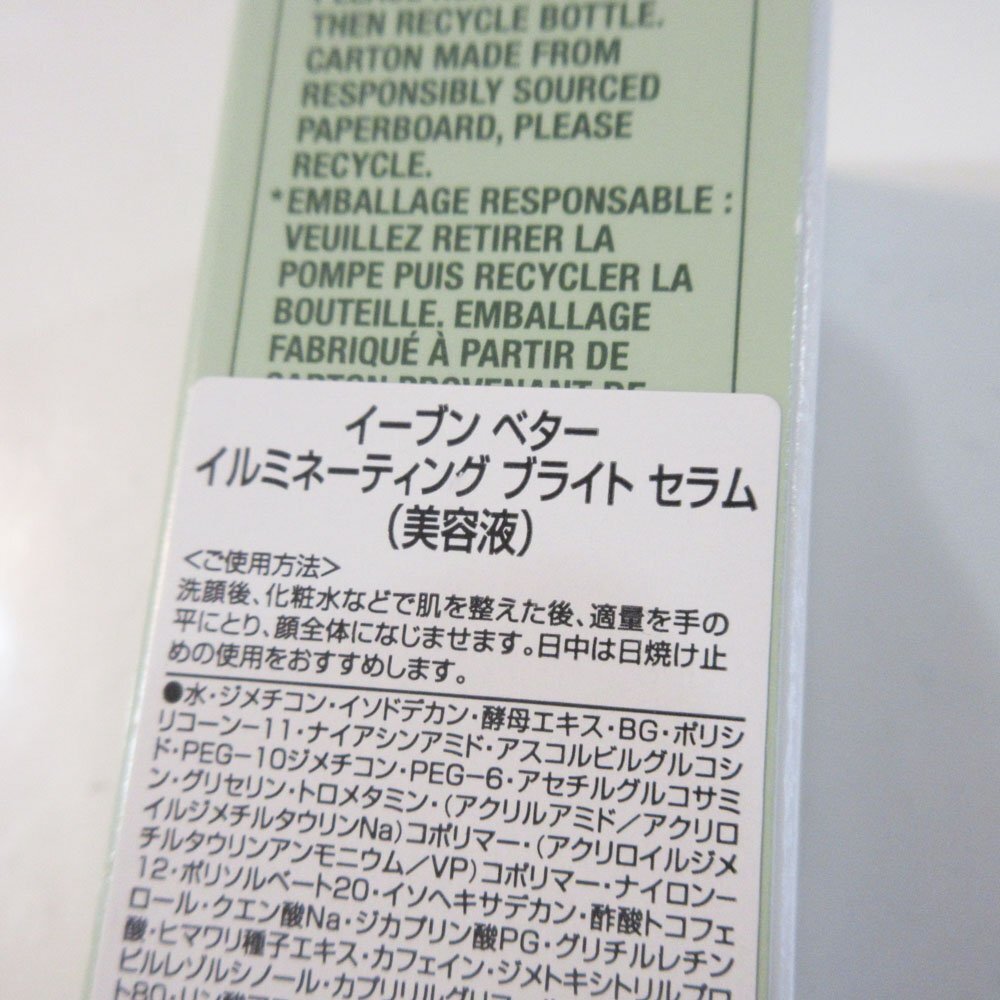 THEN RECYCLE BOTTLE.
CARTON MADE FROM
RESPONSIBLY SOURCED
PAPERBOARD, PLEASE
RECYCLE.
*EMBALLAGE RESPONSABLE :
VEUILLEZ RETIRER LA
POMPE PUIS RECYCLER LA
BOUTEILLE. EMBALLAGE
FABRIQUÉ À PARTIR DE
CARTON PROVENANT DE
イーブン ベター
イルミネーティング ブライト セラム
（美容液）
＜ご使用方法＞
洗顔後、化粧水などで肌を整えた後、適量を手の
平にとり、顔全体になじませます。日中は日焼け止
めの使用をおすすめします。
●水・ジメチコン・イソドデカン・酵母エキス・BG・ポリシ
リコーン－11・ナイアシンアミド・アスコルビルグルコシ
ド・PEG－10ジメチコン・PEG－6・アセチルグルコサミ
ン・グリセリン・トロメタミン・（アクリルアミド／アクリロ
イルジメチルタウリンNa）コポリマー・（アクリロイルジメ
チルタウリンアンモニウム／VP）コポリマー・ナイロン－
12・ポリソルベート20・イソヘキサデカン・酢酸トコフェ
ロール・クエン酸Na・ジカプリン酸PG・グリチルレチン
酸・ヒマワリ種子エキス・カフェイン・ジメトキシトリルプロ
ピルレゾルシノール・カプリリルグリ
ト80・リン酸